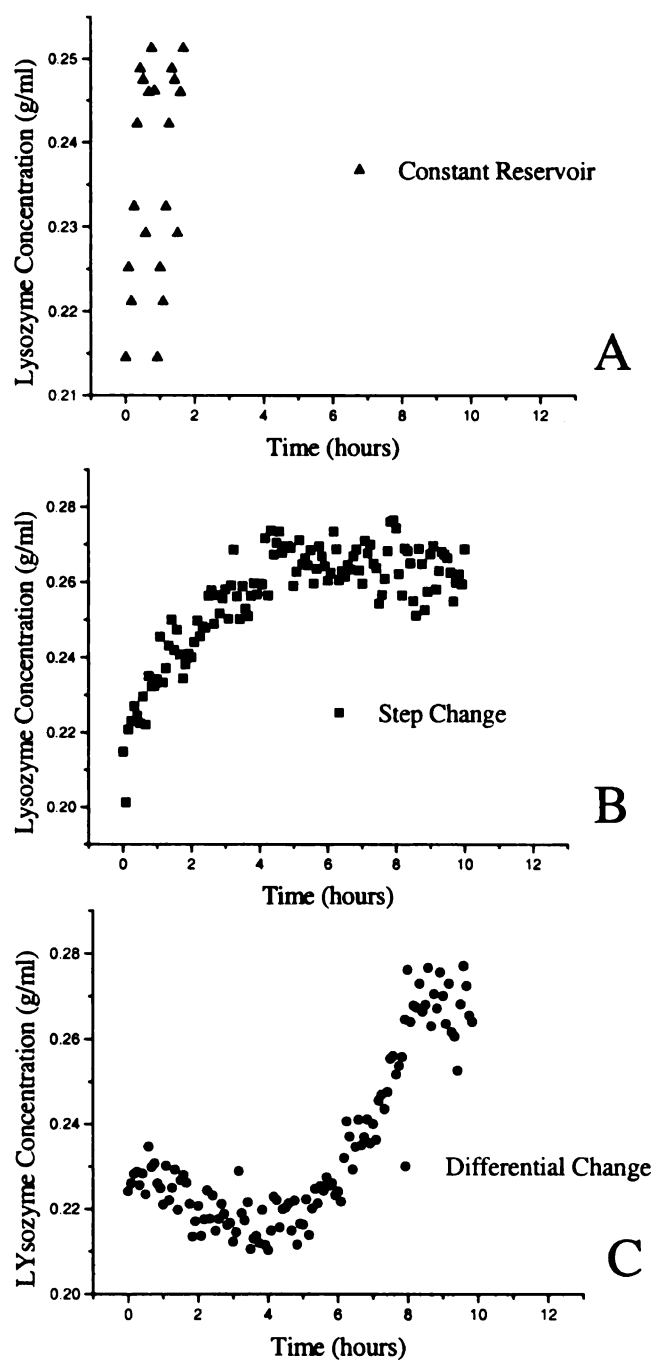 Lysozyme Concentration (g/ml)
0.25
0.24
0.23
0.22
0.21
Constant Reservoir
A
0 2 4 6 8 10 12
Time (hours)
Lysozyme Concentration (g/ml)
0.28
0.26
0.24
0.22
0.20
Step Change
B
0 2 4 6 8 10 12
Time (hours)
LYsozyme Concentration (g/ml)
0.28
0.26
0.24
0.22
0.20
Differential Change
C
0 2 4 6 8 10 12
Time (hours)